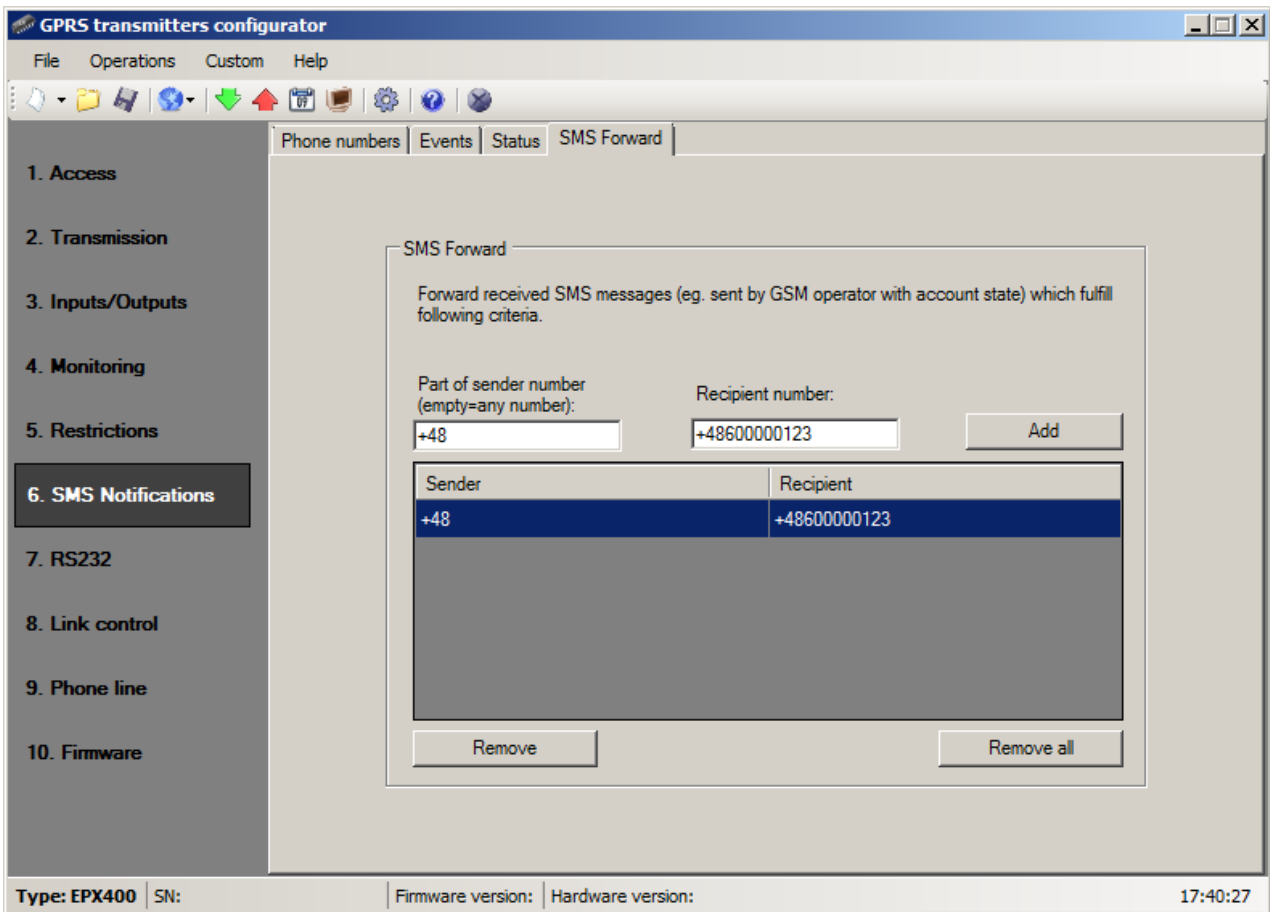 GPRS transmitters configurator
File Operations Custom Help
Phone numbers Events Status SMS Forward
1. Access
2. Transmission
3. Inputs/Outputs
4. Monitoring
5. Restrictions
6. SMS Notifications
7. RS232
8. Link control
9. Phone line
10. Firmware
SMS Forward
Forward received SMS messages (eg. sent by GSM operator with account state) which fulfill
following criteria.
Part of sender number
(empty=any number):
Recipient number:
+48
+48600000123
Add
Sender Recipient
+48 +48600000123
Remove
Remove all
Type: EPX400 SN: Firmware version: Hardware version: 17:40:27